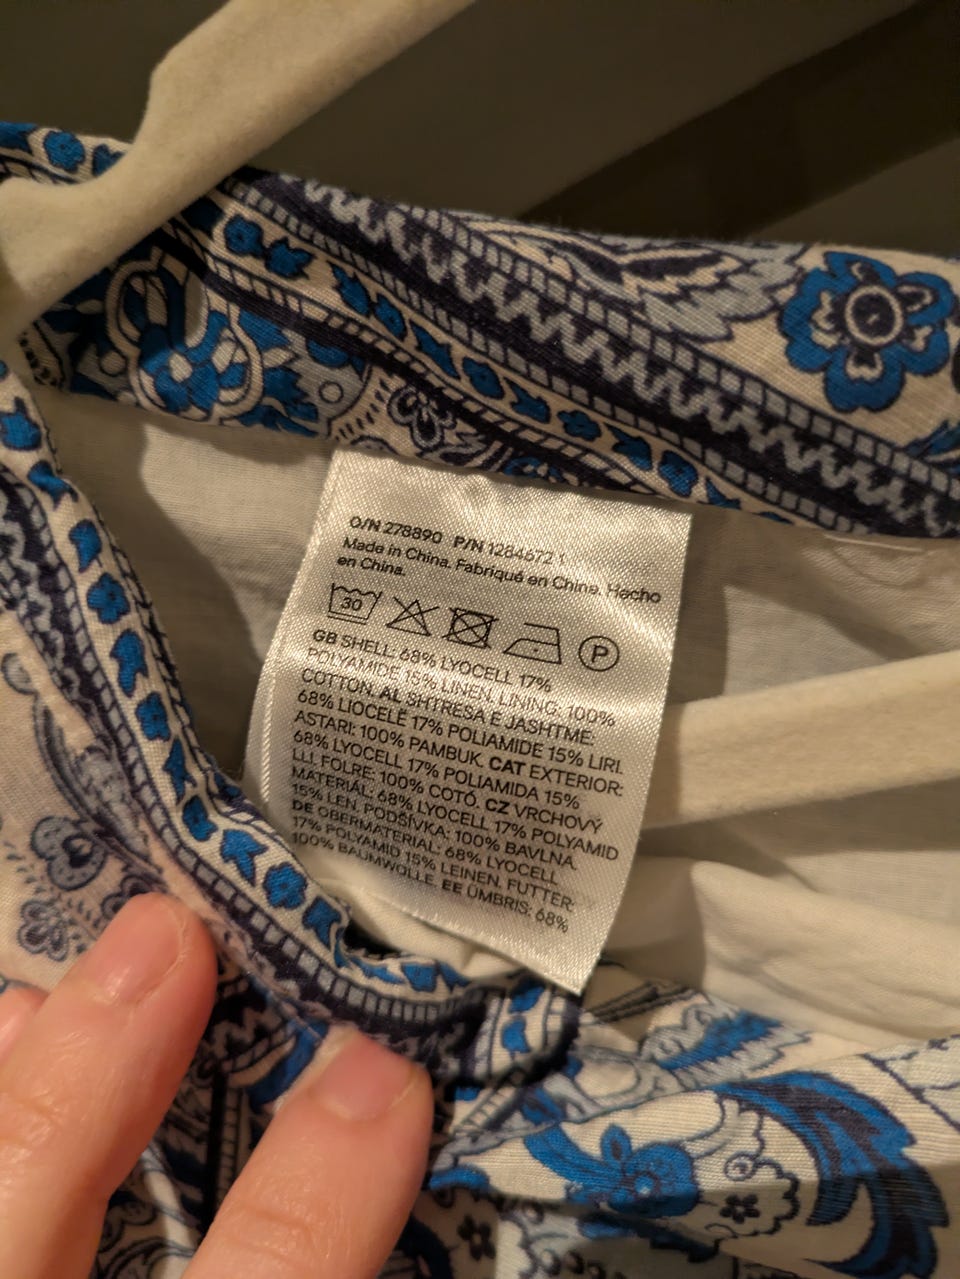 O/N 278890 P/N 1284672 1
Made in China. Fabriqué en Chine. Hecho
en China.
30 P
GB SHELL: 68% LYOCELL 17%
POLYAMIDE 15% LINEN. LINING: 100%
COTTON. AL SHTRESA E JASHTME:
68% LIOCELË 17% POLIAMIDE 15% LIRI.
ASTARI: 100% PAMBUK. CAT EXTERIOR:
68% LYOCELL 17% POLIAMIDA 15%
LLI. FOLRE: 100% COTÓ. CZ VRCHOVÝ
MATERIÁL: 68% LYOCELL 17% POLYAMID
15% LEN. PODŠÍVKA: 100% BAVLNA.
DE OBERMATERIAL: 68% LYOCELL
17% POLYAMID 15% LEINEN. FUTTER:
100% BAUMWOLLE. EE ÜMBRIS: 68%